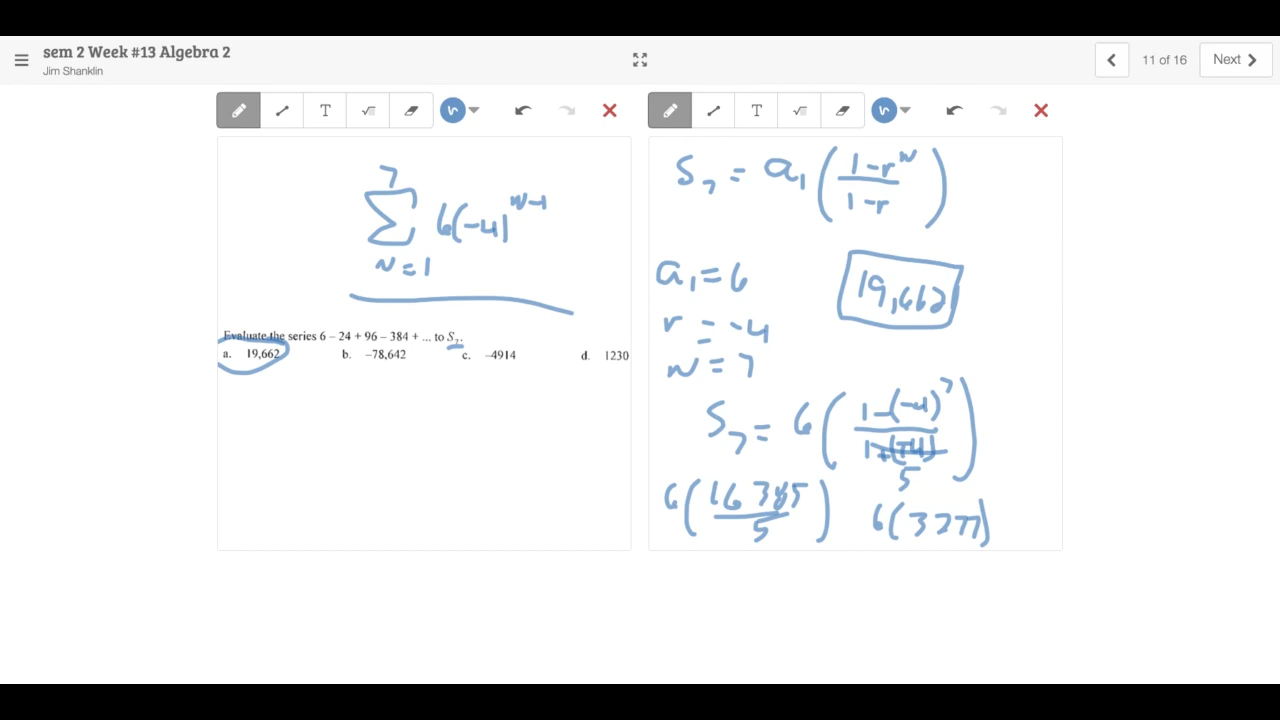 sem 2 Week #13 Algebra 2
Jim Shanklin
11 of 16
Next
T
√
T
√
7
Σ 6(-4)^{n-1}
n=1
Evaluate the series 6 – 24 + 96 – 384 + ... to S₇.
a. 19,662 b. –78,642 c. –4914 d. 1230
S₇ = a₁((1-rⁿ)/(1-r))
a₁ = 6
19,662
r = -4
n = 7
S₇ = 6((1-(-4)⁷)/(1-(-4)))
5
6(16385/5) 6(3277)